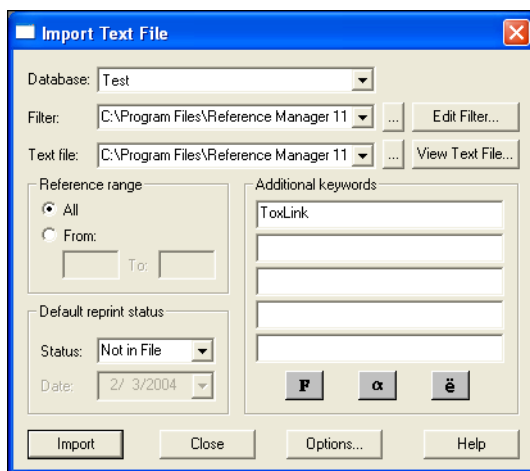 Import Text File
Database: Test
Filter: C:\Program Files\Reference Manager 11 ... Edit Filter...
Text file: C:\Program Files\Reference Manager 11 ... View Text File...
Reference range
All
From:
To:
Default reprint status
Status: Not in File
Date: 2/ 3/2004
Additional keywords
ToxLink
F α ë
Import Close Options... Help